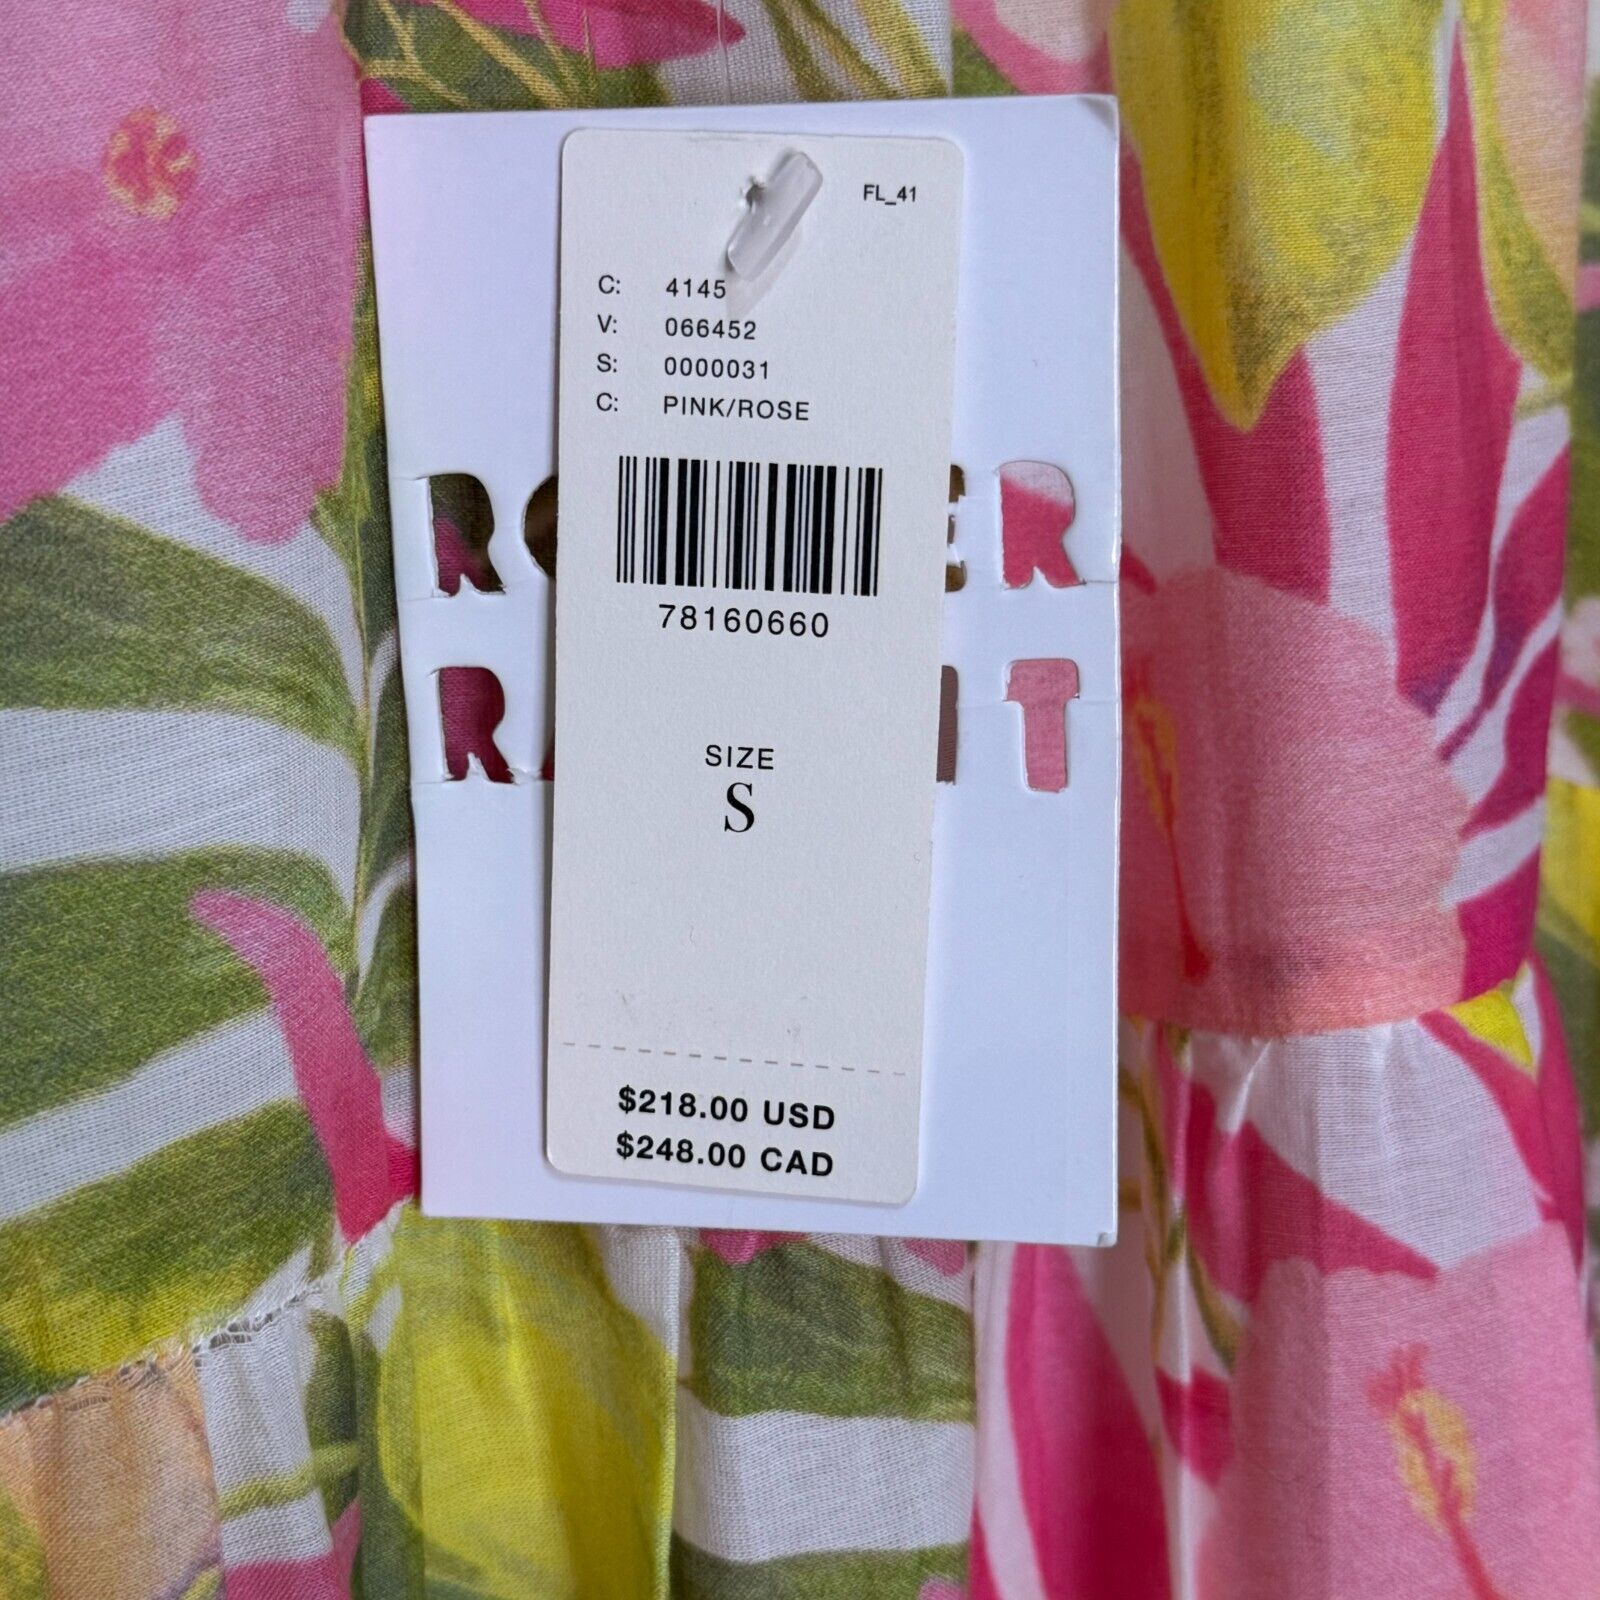 FL_41
C: 4145
V: 066452
S: 0000031
C: PINK/ROSE
78160660
SIZE
S
$218.00 USD
$248.00 CAD